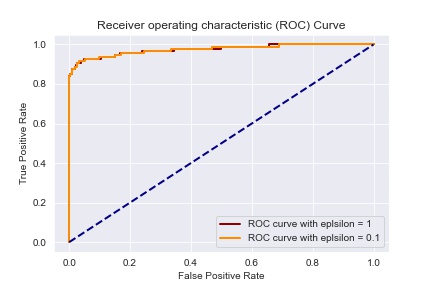 Receiver operating characteristic (ROC) Curve
True Positive Rate
1.0
0.8
0.6
0.4
0.2
0.0
ROC curve with eplsilon = 1
ROC curve with eplsilon = 0.1
0.0 0.2 0.4 0.6 0.8 1.0
False Positive Rate